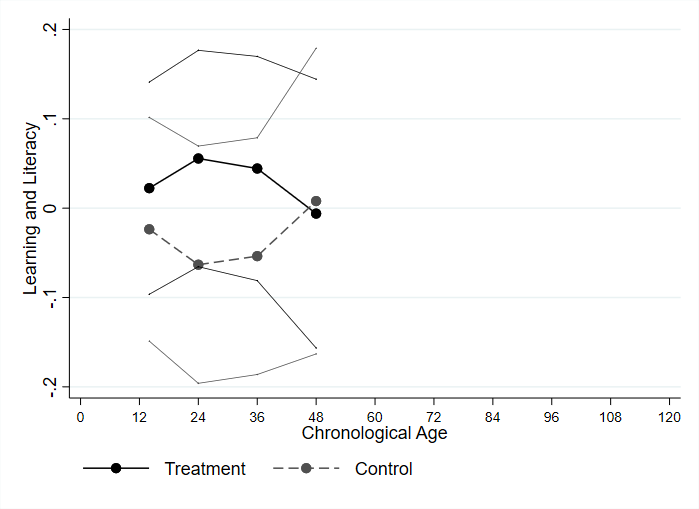 Learning and Literacy
.2
.1
0
-.1
-.2
0 12 24 36 48 60 72 84 96 108 120
Chronological Age
Treatment Control